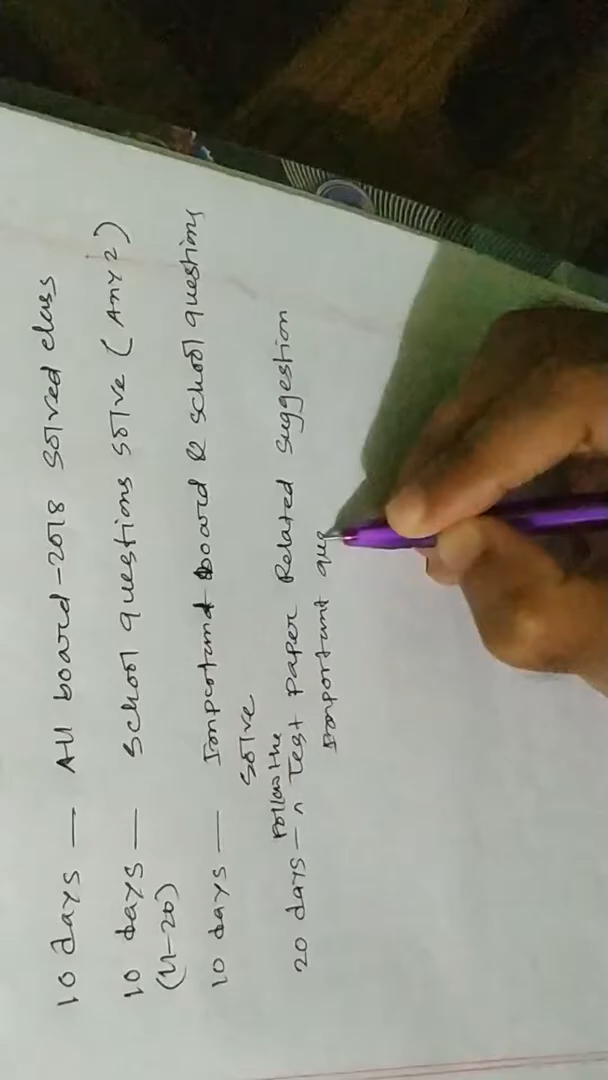 10 days — All board-2018 solved class
10 days — School questions solve (Any 2)
(11-20)
10 days — Important board & school questions
solve
Follow the
20 days — ^ Test paper Related suggestion
Important que